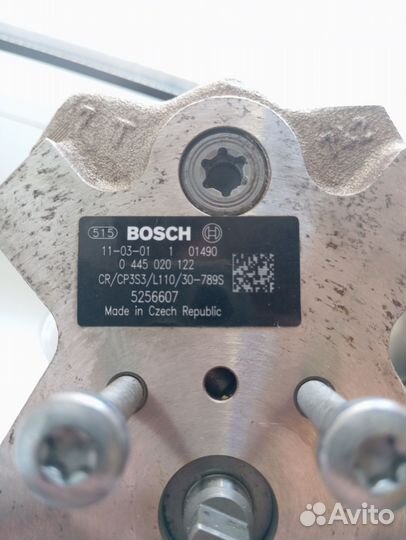 515 BOSCH
11-03-01 1 01490
0 445 020 122
CR/CP3S3/L110/30-789S
5256607
Made in Czech Republic
Avito